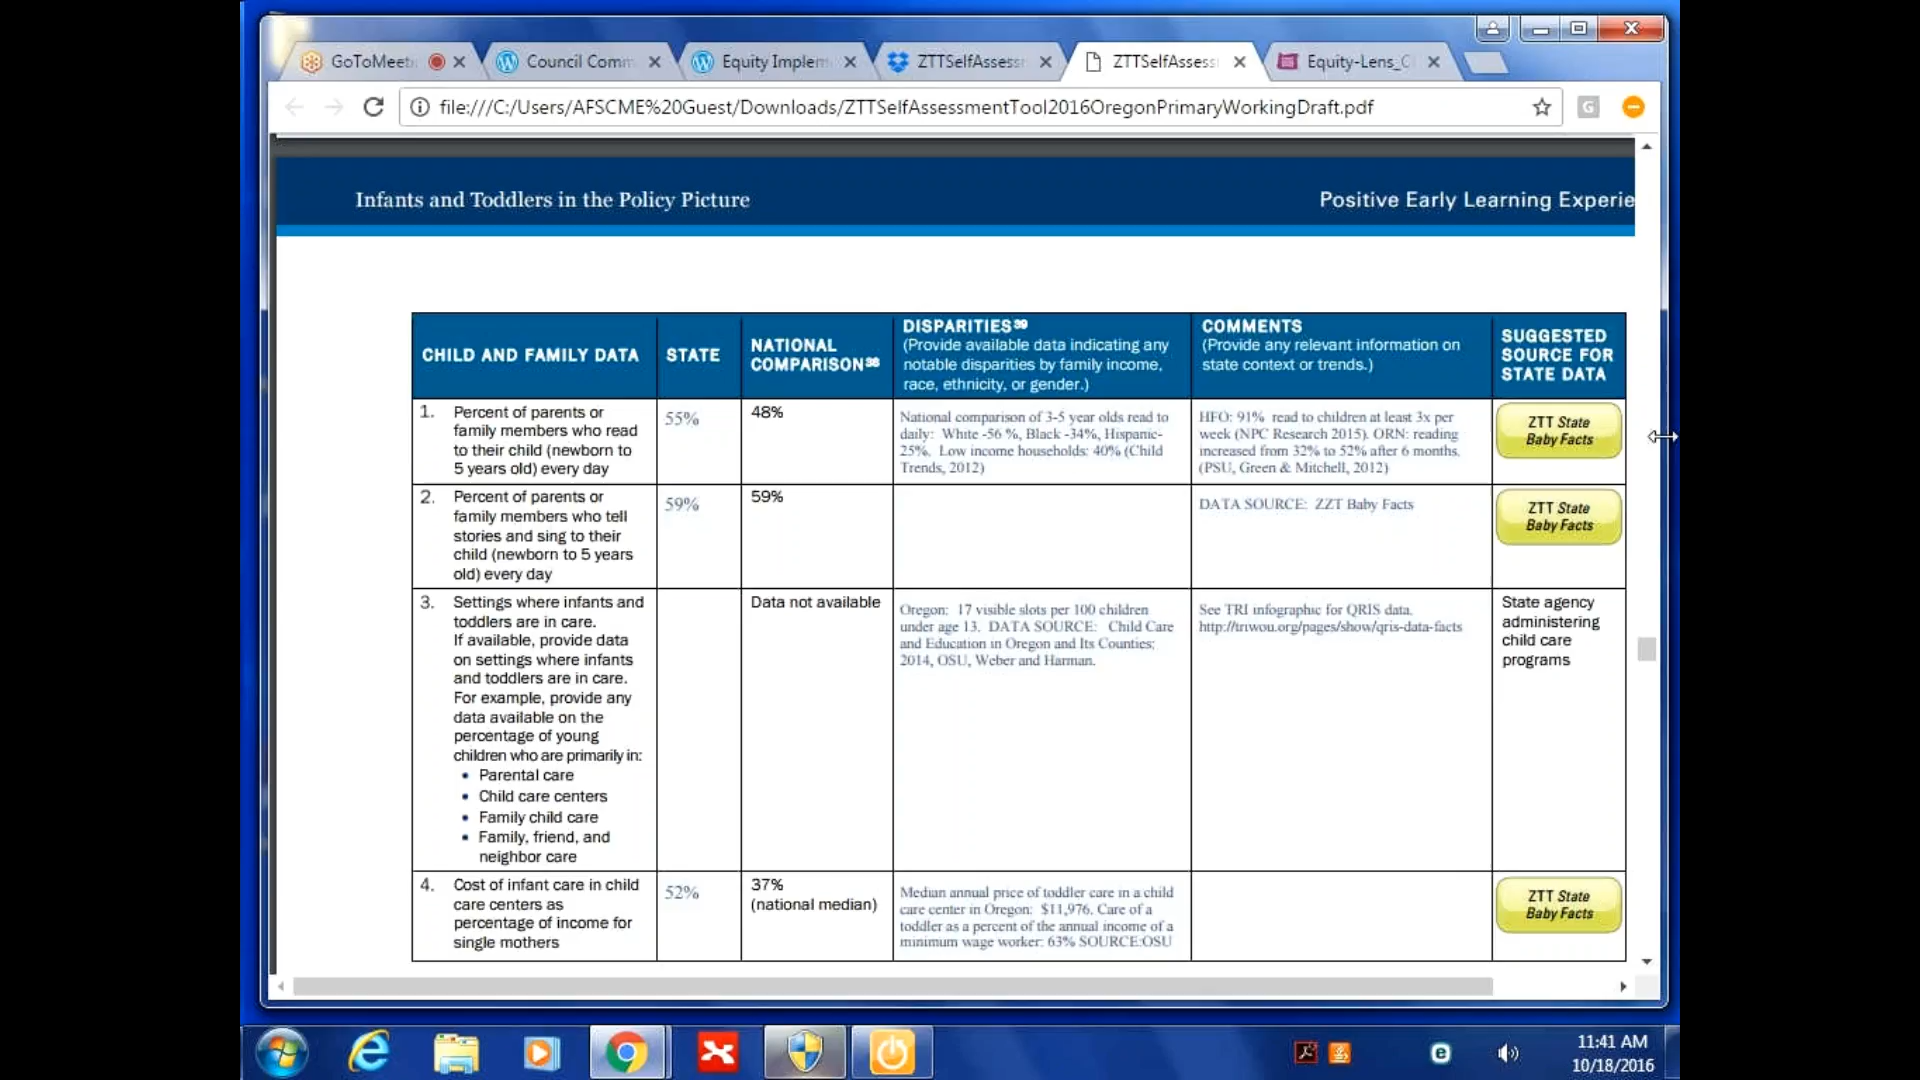 GoToMeeti
Council Comm
Equity Implem
ZTTSelfAssess
ZTTSelfAssess
Equity-Lens_C
file:///C:/Users/AFSCME%20Guest/Downloads/ZTTSelfAssessmentTool2016OregonPrimaryWorkingDraft.pdf
G
Infants and Toddlers in the Policy Picture
Positive Early Learning Experie
CHILD AND FAMILY DATA
STATE
NATIONAL
COMPARISON38
DISPARITIES39
(Provide available data indicating any
notable disparities by family income,
race, ethnicity, or gender.)
COMMENTS
(Provide any relevant information on
state context or trends.)
SUGGESTED
SOURCE FOR
STATE DATA
1. Percent of parents or
family members who read
to their child (newborn to
5 years old) every day
55%
48%
National comparison of 3-5 year olds read to
daily: White -56 %, Black -34%, Hispanic-
25%. Low income households: 40% (Child
Trends, 2012)
HFO: 91% read to children at least 3x per
week (NPC Research 2015). ORN: reading
increased from 32% to 52% after 6 months.
(PSU, Green & Mitchell, 2012)
ZTT State
Baby Facts
2. Percent of parents or
family members who tell
stories and sing to their
child (newborn to 5 years
old) every day
59%
59%
DATA SOURCE: ZZT Baby Facts
ZTT State
Baby Facts
3. Settings where infants and
toddlers are in care.
If available, provide data
on settings where infants
and toddlers are in care.
For example, provide any
data available on the
percentage of young
children who are primarily in:
• Parental care
• Child care centers
• Family child care
• Family, friend, and
neighbor care
Data not available
Oregon: 17 visible slots per 100 children
under age 13. DATA SOURCE: Child Care
and Education in Oregon and Its Counties;
2014, OSU, Weber and Harman.
See TRI infographic for QRIS data.
http://triwou.org/pages/show/qris-data-facts
State agency
administering
child care
programs
4. Cost of infant care in child
care centers as
percentage of income for
single mothers
52%
37%
(national median)
Median annual price of toddler care in a child
care center in Oregon: $11,976. Care of a
toddler as a percent of the annual income of a
minimum wage worker: 63% SOURCE:OSU
ZTT State
Baby Facts
11:41 AM
10/18/2016